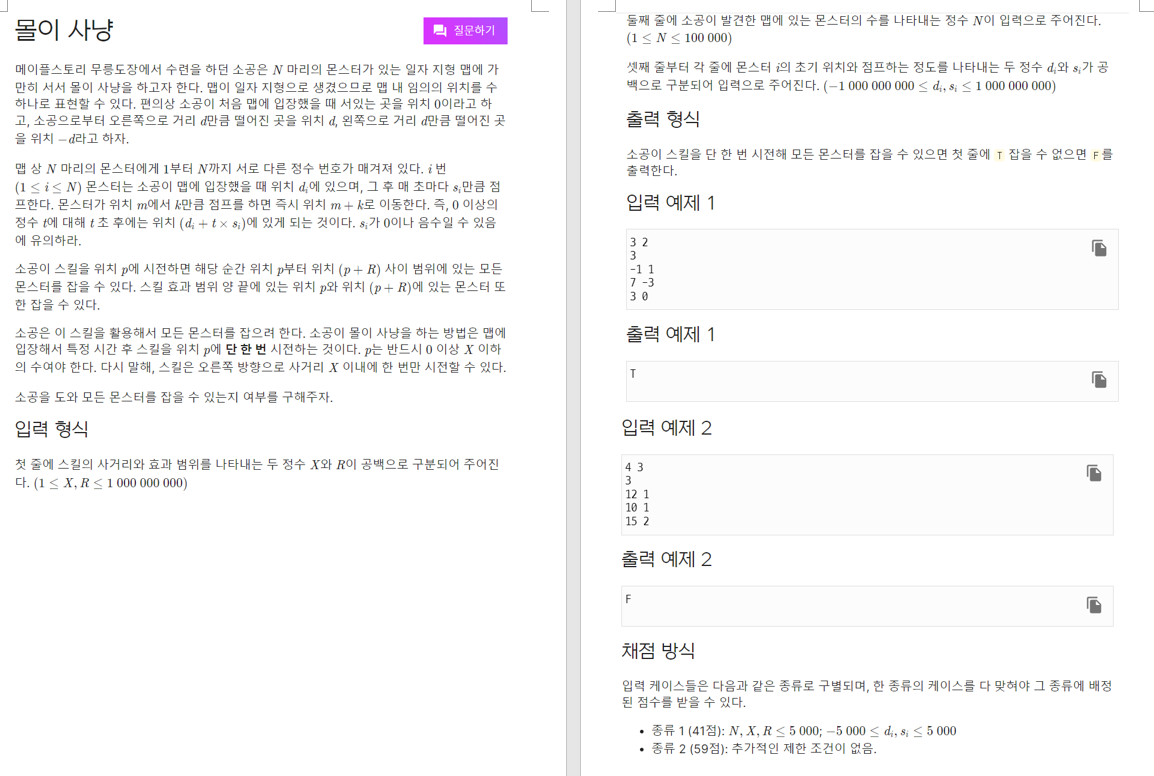 몰이 사냥
질문하기
메이플스토리 무릉도장에서 수련을 하던 소공은 N 마리의 몬스터가 있는 일자 지형 맵에 가
만히 서서 몰이 사냥을 하고자 한다. 맵이 일자 지형으로 생겼으므로 맵 내 임의의 위치를 수
하나로 표현할 수 있다. 편의상 소공이 처음 맵에 입장했을 때 서있는 곳을 위치 0이라고 하
고, 소공으로부터 오른쪽으로 거리 d만큼 떨어진 곳을 위치 d, 왼쪽으로 거리 d만큼 떨어진 곳
을 위치 −d라고 하자.
맵 상 N 마리의 몬스터에게 1부터 N까지 서로 다른 정수 번호가 매겨져 있다. i 번
(1 ≤ i ≤ N) 몬스터는 소공이 맵에 입장했을 때 위치 dᵢ에 있으며, 그 후 매 초마다 sᵢ만큼 점
프한다. 몬스터가 위치 m에서 k만큼 점프를 하면 즉시 위치 m + k로 이동한다. 즉, 0 이상의
정수 t에 대해 t 초 후에는 위치 (dᵢ + t × sᵢ)에 있게 되는 것이다. sᵢ가 0이나 음수일 수 있음
에 유의하라.
소공이 스킬을 위치 p에 시전하면 해당 순간 위치 p부터 위치 (p + R) 사이 범위에 있는 모든
몬스터를 잡을 수 있다. 스킬 효과 범위 양 끝에 있는 위치 p와 위치 (p + R)에 있는 몬스터 또
한 잡을 수 있다.
소공은 이 스킬을 활용해서 모든 몬스터를 잡으려 한다. 소공이 몰이 사냥을 하는 방법은 맵에
입장해서 특정 시간 후 스킬을 위치 p에 단 한 번 시전하는 것이다. p는 반드시 0 이상 X 이하
의 수여야 한다. 다시 말해, 스킬은 오른쪽 방향으로 사거리 X 이내에 한 번만 시전할 수 있다.
소공을 도와 모든 몬스터를 잡을 수 있는지 여부를 구해주자.
입력 형식
첫 줄에 스킬의 사거리와 효과 범위를 나타내는 두 정수 X와 R이 공백으로 구분되어 주어진
다. (1 ≤ X, R ≤ 1 000 000 000)
둘째 줄에 소공이 발견한 맵에 있는 몬스터의 수를 나타내는 정수 N이 입력으로 주어진다.
(1 ≤ N ≤ 100 000)
셋째 줄부터 각 줄에 몬스터 i의 초기 위치와 점프하는 정도를 나타내는 두 정수 dᵢ와 sᵢ가 공
백으로 구분되어 입력으로 주어진다. (−1 000 000 000 ≤ dᵢ, sᵢ ≤ 1 000 000 000)
출력 형식
소공이 스킬을 단 한 번 시전해 모든 몬스터를 잡을 수 있으면 첫 줄에 T 잡을 수 없으면 F를
출력한다.
입력 예제 1
3 2
3
-1 1
7 -3
3 0
출력 예제 1
T
입력 예제 2
4 3
3
12 1
10 1
15 2
출력 예제 2
F
채점 방식
입력 케이스들은 다음과 같은 종류로 구별되며, 한 종류의 케이스를 다 맞혀야 그 종류에 배정
된 점수를 받을 수 있다.
• 종류 1 (41점): N, X, R ≤ 5 000; −5 000 ≤ dᵢ, sᵢ ≤ 5 000
• 종류 2 (59점): 추가적인 제한 조건이 없음.